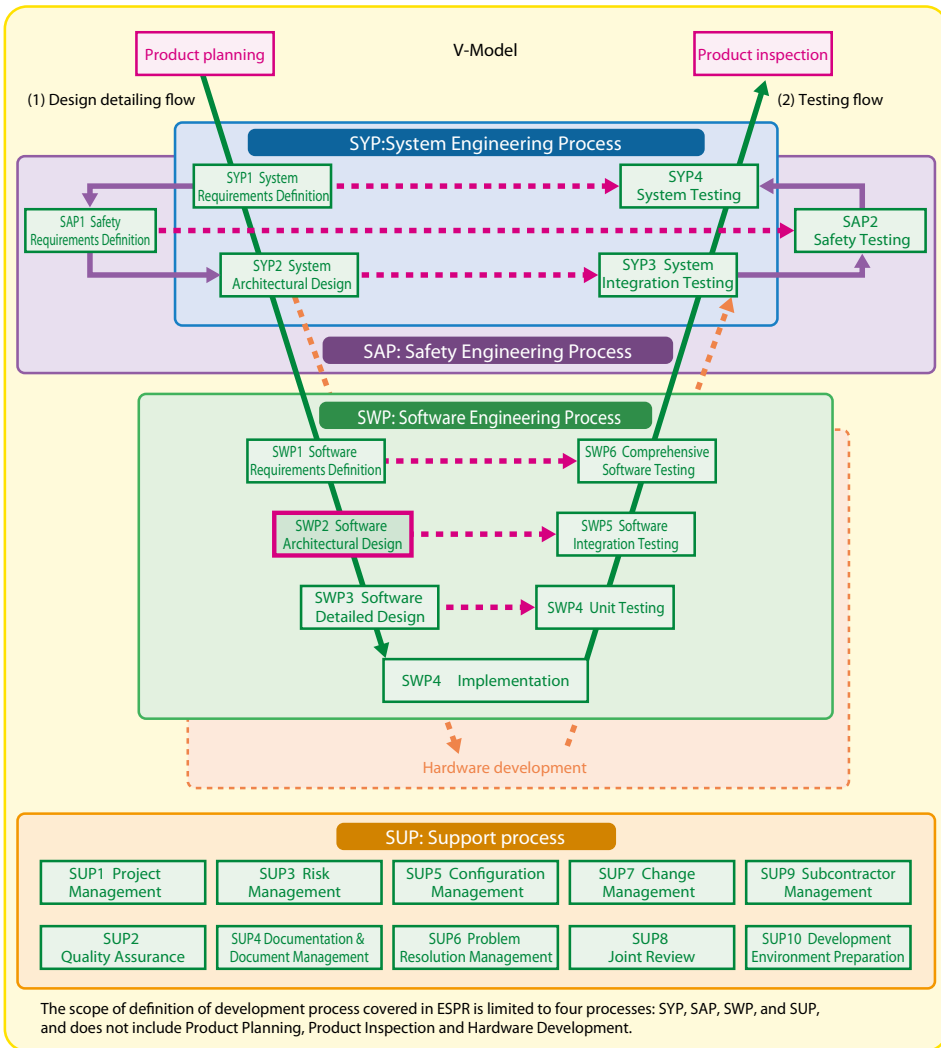 V-Model
Product planning
Product inspection
(1) Design detailing flow
(2) Testing flow
SYP:System Engineering Process
SYP1 System
Requirements Definition
SYP4
System Testing
SAP1 Safety
Requirements Definition
SAP2
Safety Testing
SYP2 System
Architectural Design
SYP3 System
Integration Testing
SAP: Safety Engineering Process
SWP: Software Engineering Process
SWP1 Software
Requirements Definition
SWP6 Comprehensive
Software Testing
SWP2 Software
Architectural Design
SWP5 Software
Integration Testing
SWP3 Software
Detailed Design
SWP4 Unit Testing
SWP4 Implementation
Hardware development
SUP: Support process
SUP1 Project
Management
SUP3 Risk
Management
SUP5 Configuration
Management
SUP7 Change
Management
SUP9 Subcontractor
Management
SUP2
Quality Assurance
SUP4 Documentation &
Document Management
SUP6 Problem
Resolution Management
SUP8
Joint Review
SUP10 Development
Environment Preparation
The scope of definition of development process covered in ESPR is limited to four processes: SYP, SAP, SWP, and SUP,
and does not include Product Planning, Product Inspection and Hardware Development.